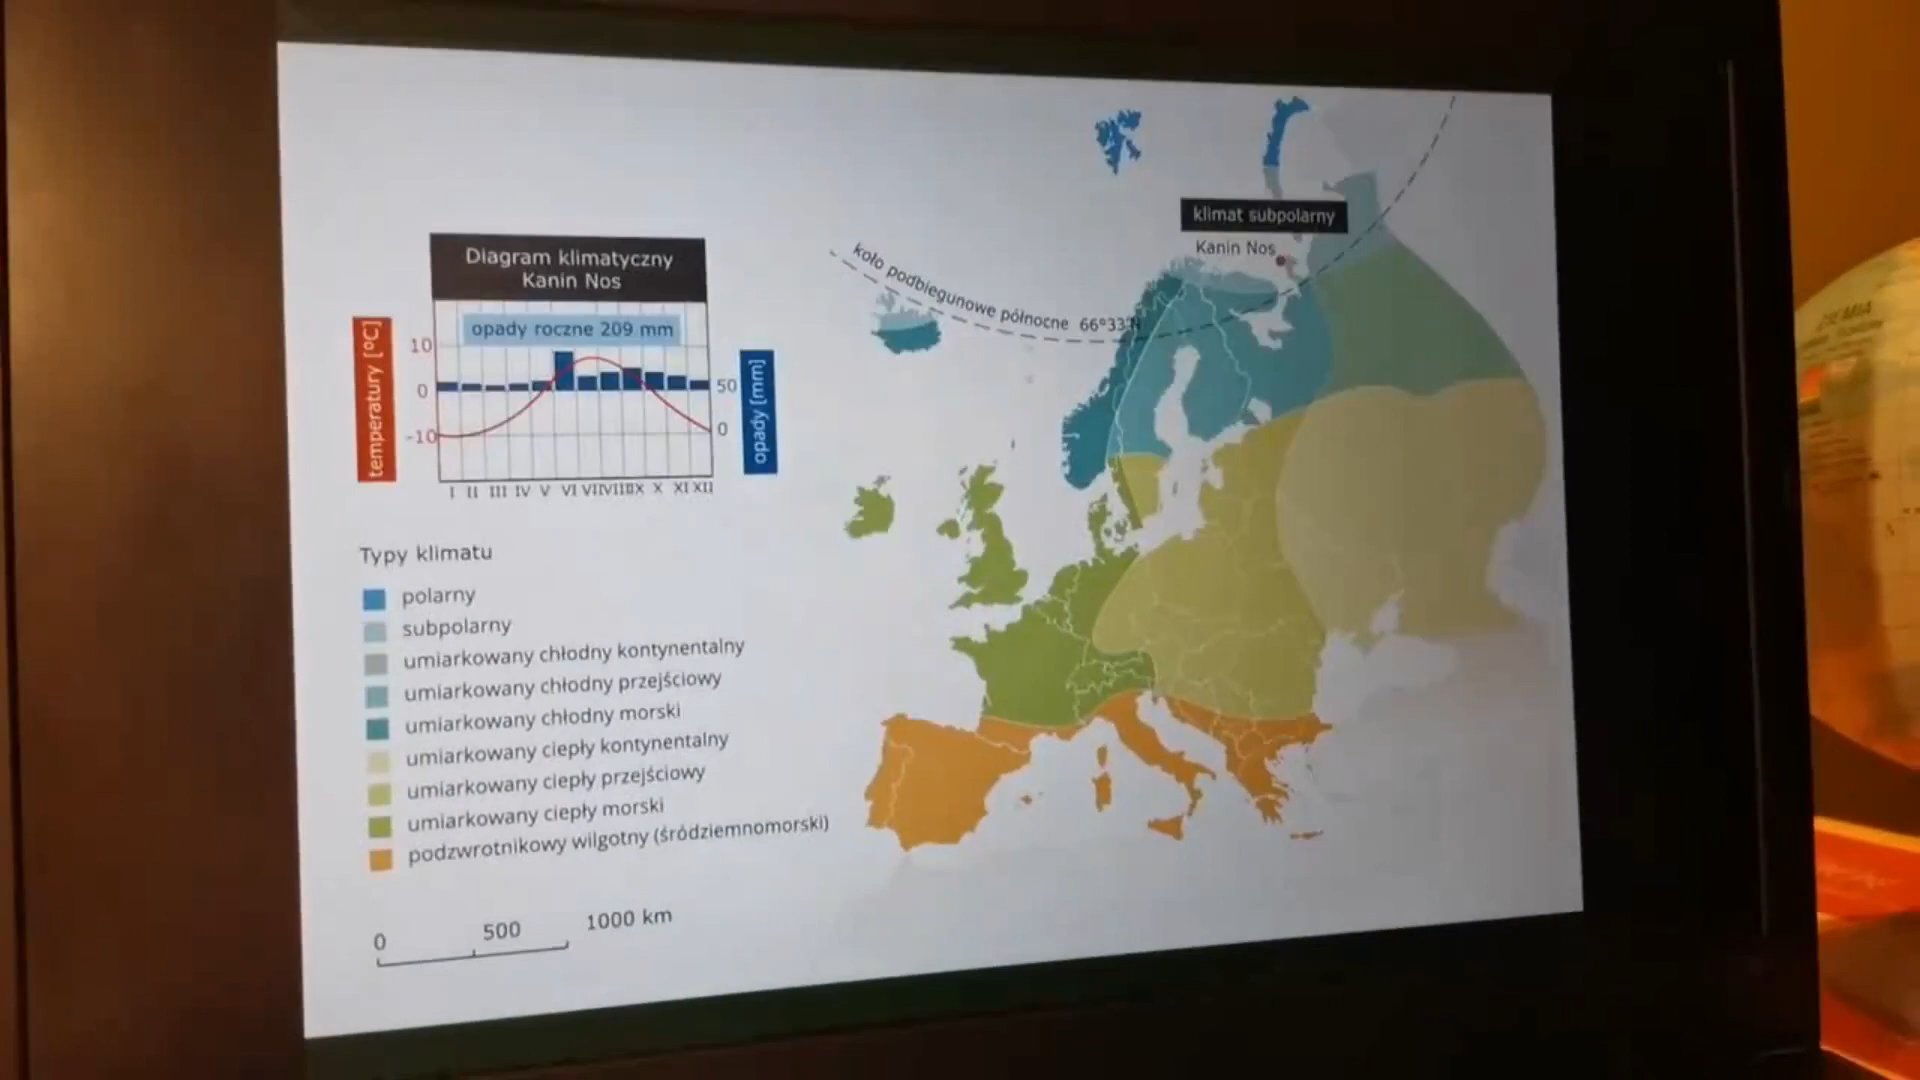 Diagram klimatyczny
Kanin Nos
opady roczne 209 mm
temperatury [ºC]
10
0
-10
50
0
opady [mm]
I II III IV V VI VII VIII IX X XI XII
Typy klimatu
polarny
subpolarny
umiarkowany chłodny kontynentalny
umiarkowany chłodny przejściowy
umiarkowany chłodny morski
umiarkowany ciepły kontynentalny
umiarkowany ciepły przejściowy
umiarkowany ciepły morski
podzwrotnikowy wilgotny (śródziemnomorski)
0 500 1000 km
klimat subpolarny
Kanin Nos
koło podbiegunowe północne 66º33'N
ZIEMIA